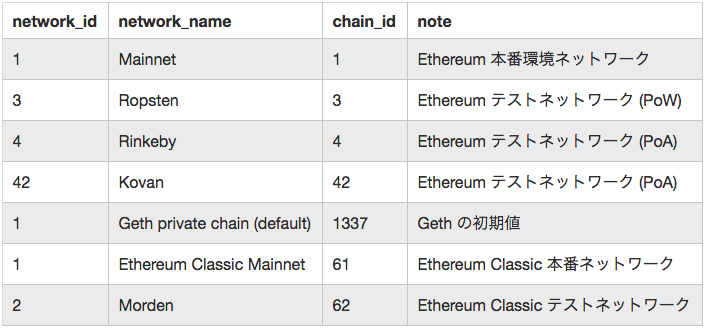 network_id network_name chain_id note
1 Mainnet 1 Ethereum 本番環境ネットワーク
3 Ropsten 3 Ethereum テストネットワーク (PoW)
4 Rinkeby 4 Ethereum テストネットワーク (PoA)
42 Kovan 42 Ethereum テストネットワーク (PoA)
1 Geth private chain (default) 1337 Geth の初期値
1 Ethereum Classic Mainnet 61 Ethereum Classic 本番ネットワーク
2 Morden 62 Ethereum Classic テストネットワーク